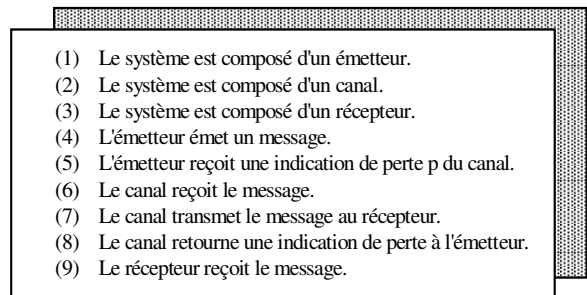 (1) Le système est composé d'un émetteur.
(2) Le système est composé d'un canal.
(3) Le système est composé d'un récepteur.
(4) L'émetteur émet un message.
(5) L'émetteur reçoit une indication de perte p du canal.
(6) Le canal reçoit le message.
(7) Le canal transmet le message au récepteur.
(8) Le canal retourne une indication de perte à l'émetteur.
(9) Le récepteur reçoit le message.